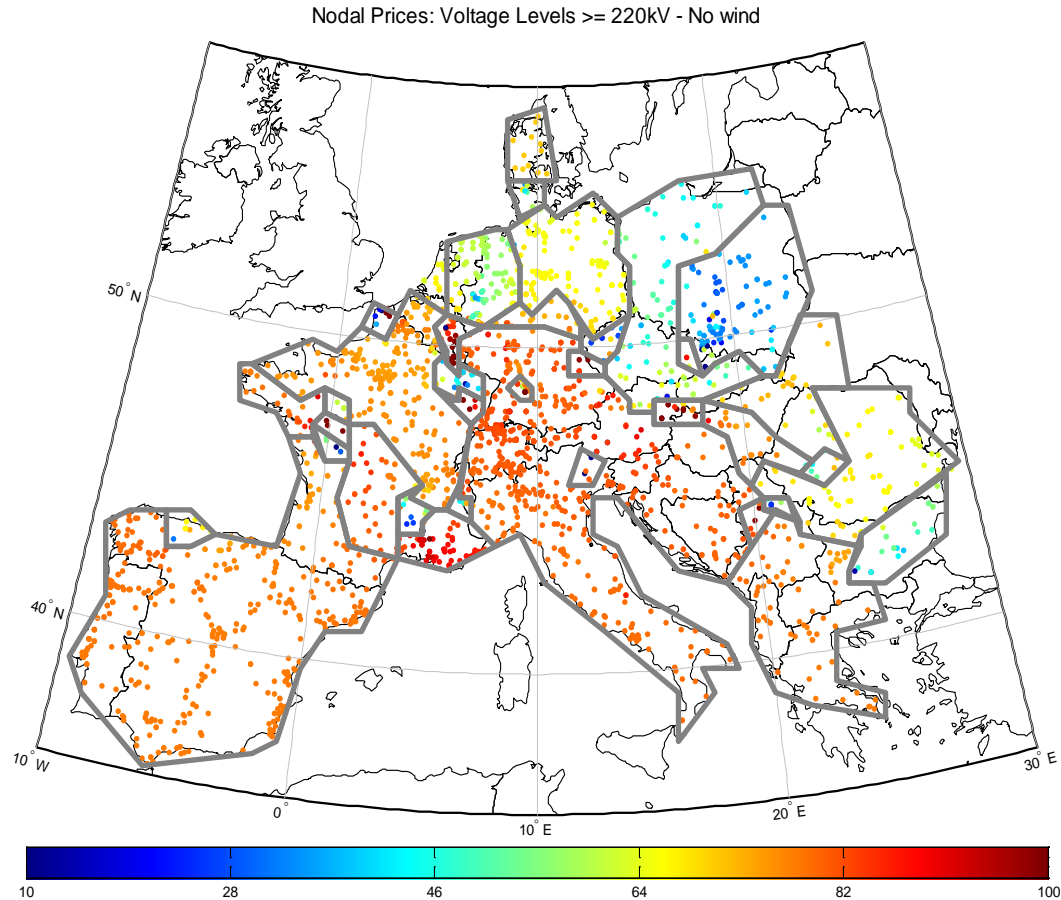 Nodal Prices: Voltage Levels >= 220kV - No wind
50° N
40° N
10° W
0°
10° E
20° E
30° E
10 28 46 64 82 100